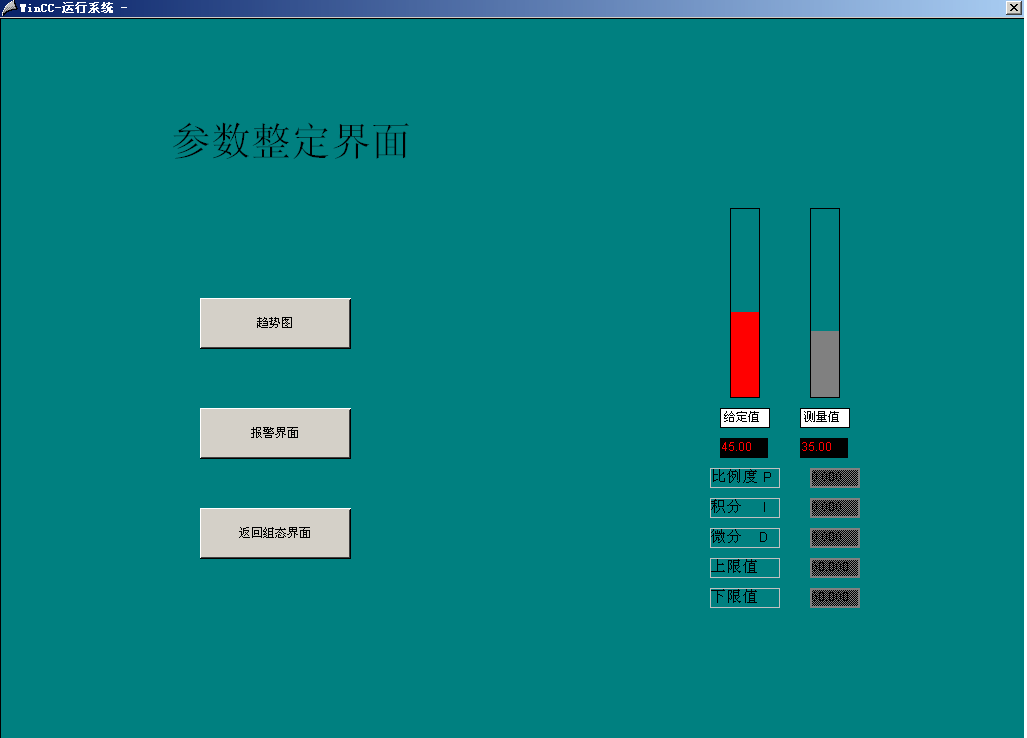 WinCC-运行系统 -
参数整定界面
趋势图
报警界面
返回组态界面
给定值 测量值
45.00 35.00
比例度 P 0.000
积分 I 0.000
微分 D 0.000
上限值 60.000
下限值